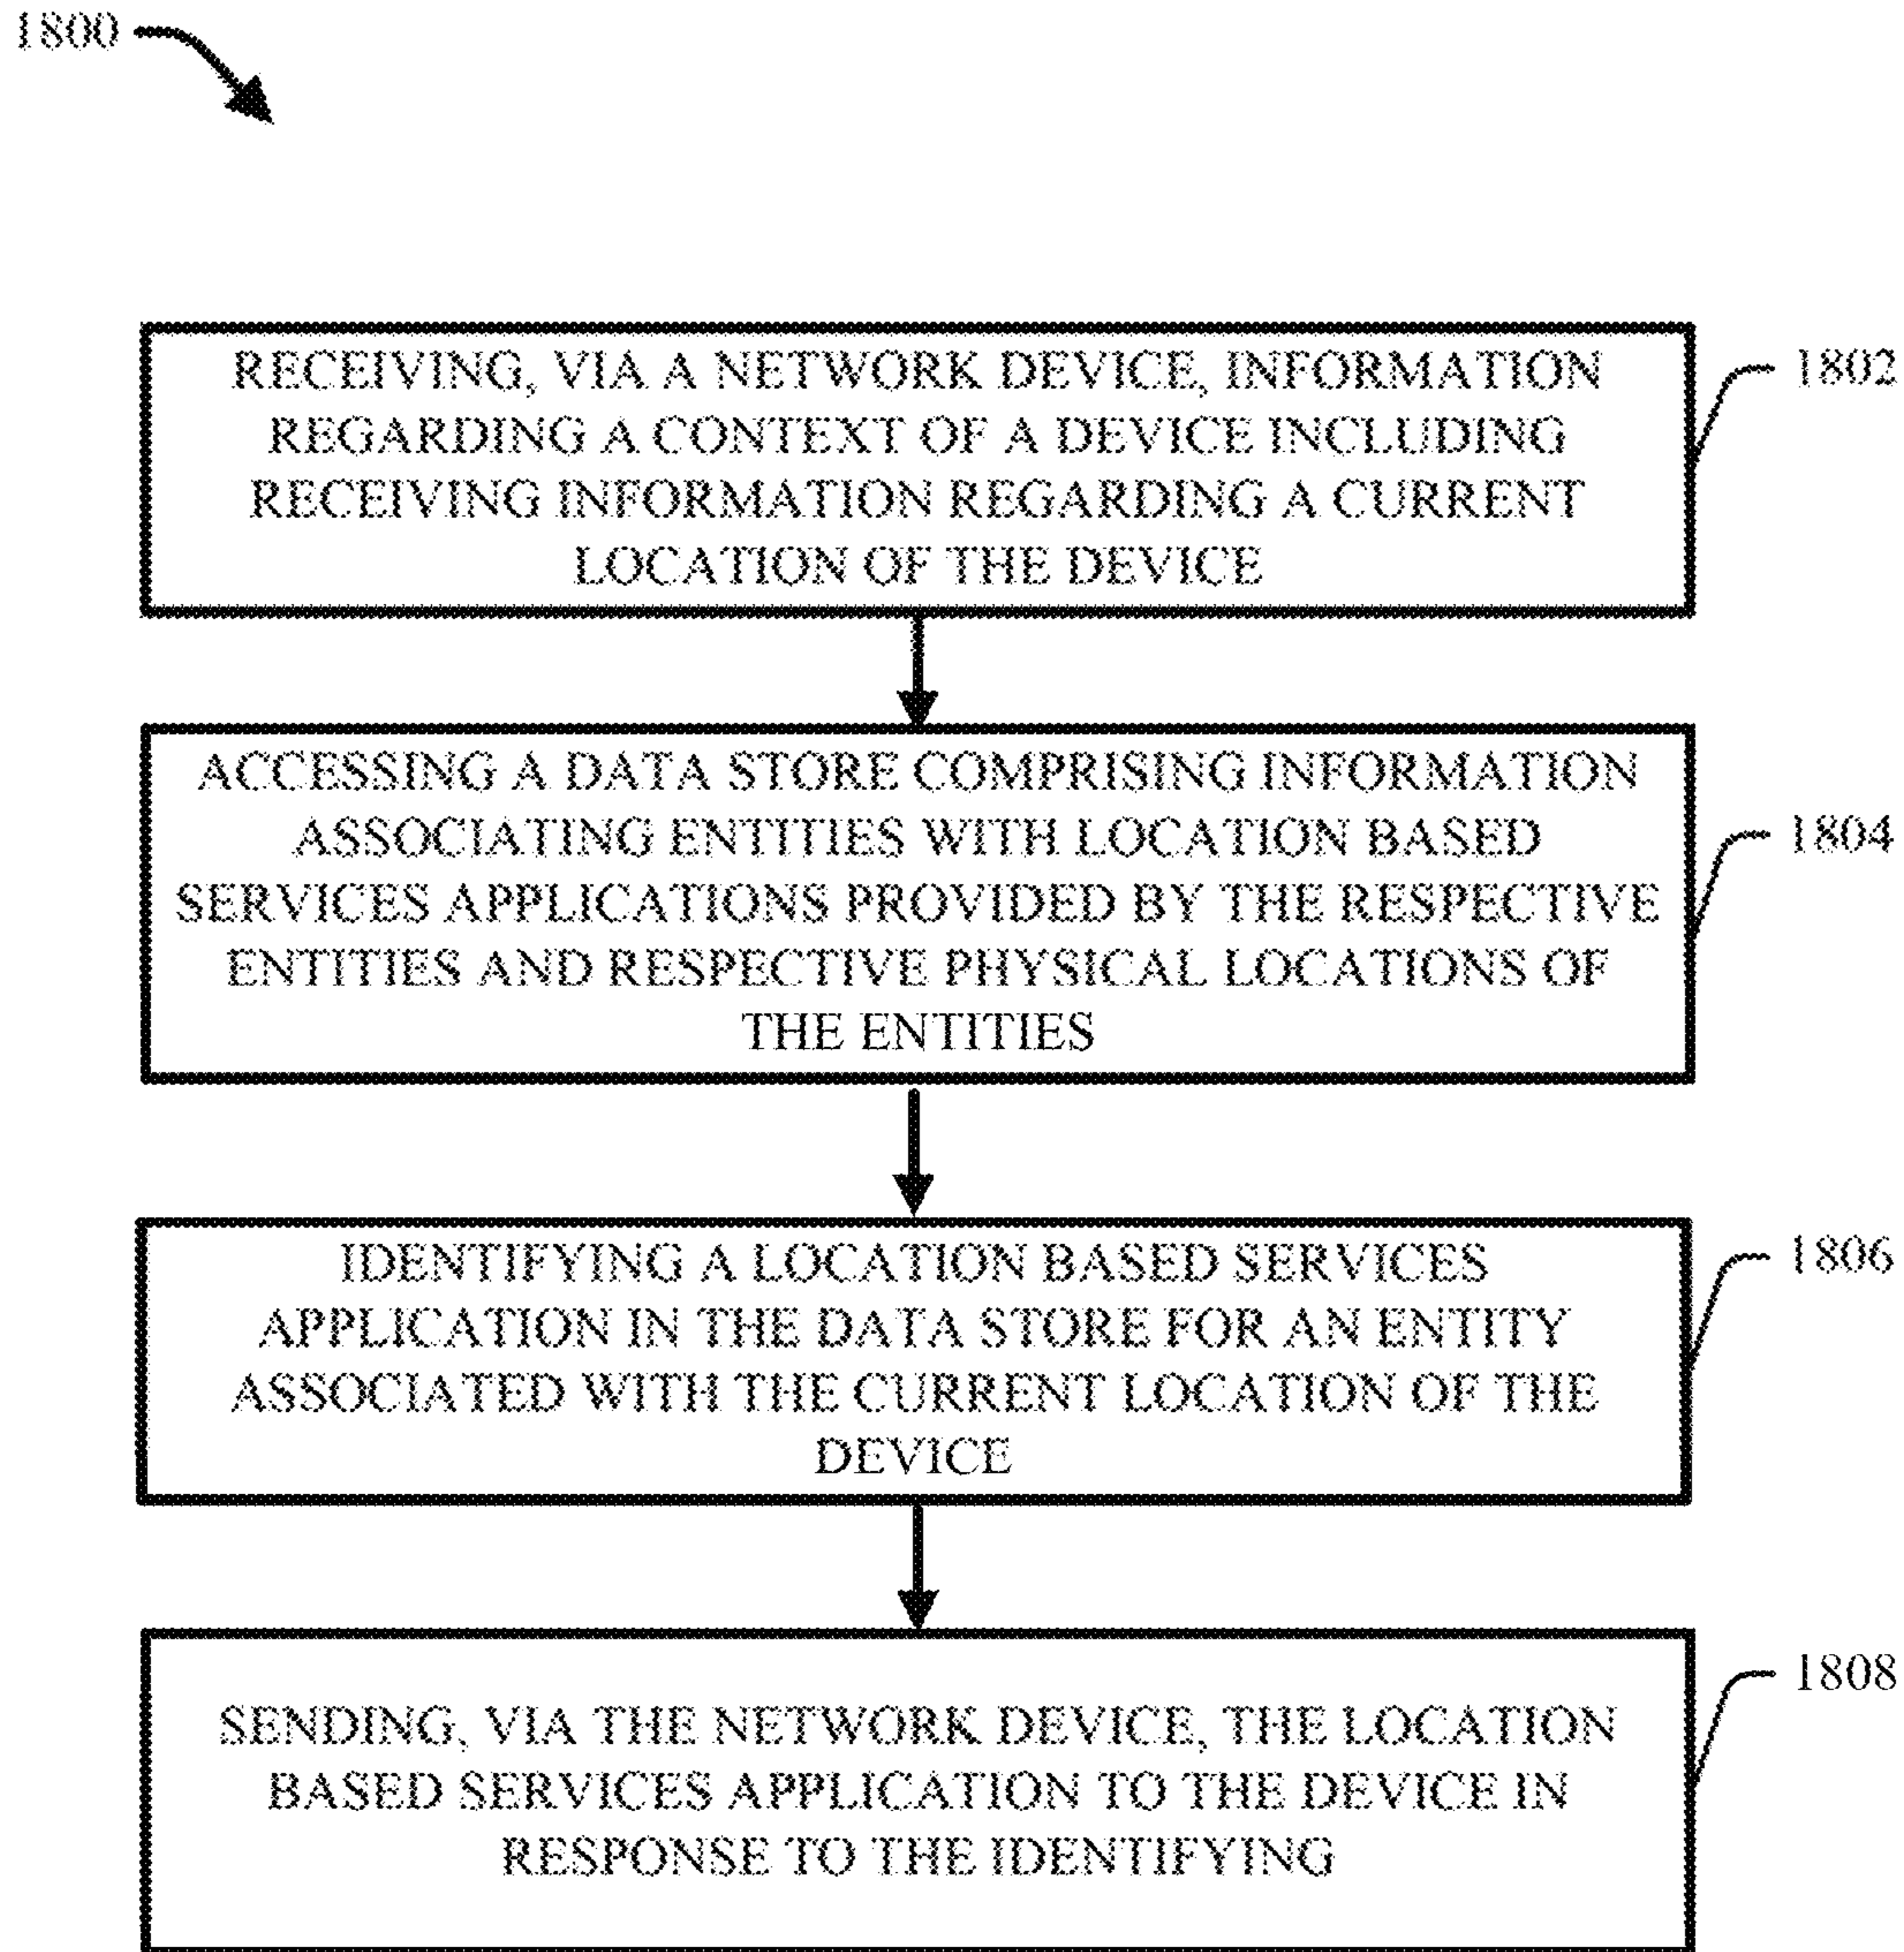 1800
RECEIVING, VIA A NETWORK DEVICE, INFORMATION
REGARDING A CONTEXT OF A DEVICE INCLUDING
RECEIVING INFORMATION REGARDING A CURRENT
LOCATION OF THE DEVICE
1802
ACCESSING A DATA STORE COMPRISING INFORMATION
ASSOCIATING ENTITIES WITH LOCATION BASED
SERVICES APPLICATIONS PROVIDED BY THE RESPECTIVE
ENTITIES AND RESPECTIVE PHYSICAL LOCATIONS OF
THE ENTITIES
1804
IDENTIFYING A LOCATION BASED SERVICES
APPLICATION IN THE DATA STORE FOR AN ENTITY
ASSOCIATED WITH THE CURRENT LOCATION OF THE
DEVICE
1806
SENDING, VIA THE NETWORK DEVICE, THE LOCATION
BASED SERVICES APPLICATION TO THE DEVICE IN
RESPONSE TO THE IDENTIFYING
1808